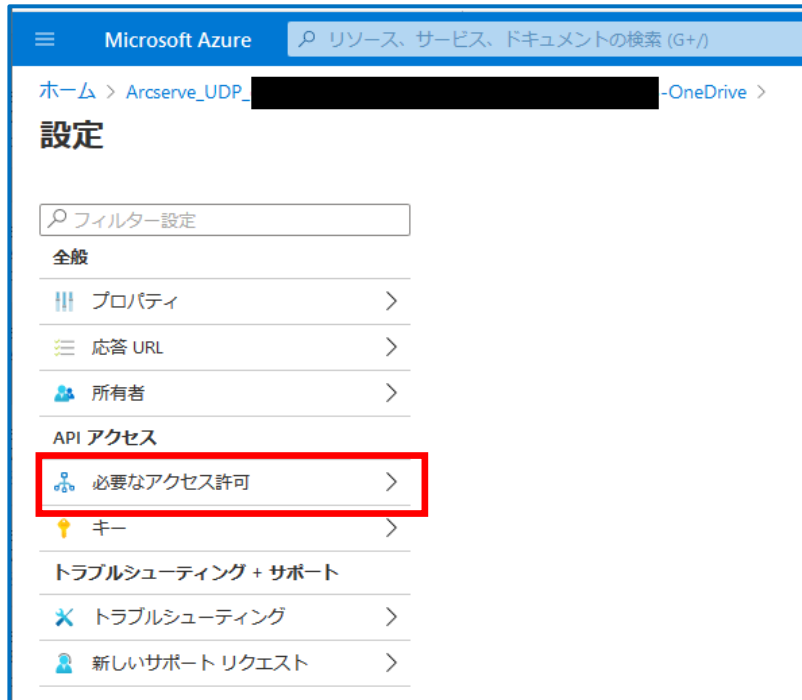 Microsoft Azure
リソース、サービス、ドキュメントの検索 (G+/)
ホーム > Arcserve_UDP_ -OneDrive >
設定
フィルター設定
全般
プロパティ
応答 URL
所有者
API アクセス
必要なアクセス許可
キー
トラブルシューティング + サポート
トラブルシューティング
新しいサポート リクエスト